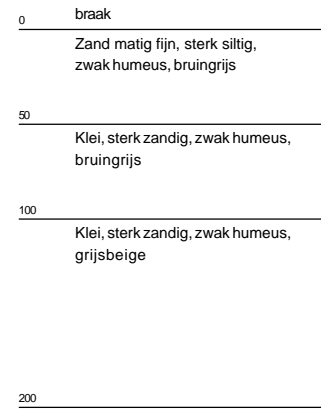 0 braak
Zand matig fijn, sterk siltig,
zwak humeus, bruingrijs
50
Klei, sterk zandig, zwak humeus,
bruingrijs
100
Klei, sterk zandig, zwak humeus,
grijsbeige
200